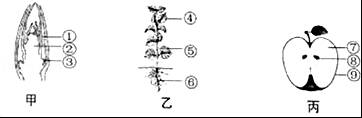 ① ④ ⑦
② ⑤ ⑧
③ ⑥ ⑨
甲 乙 丙